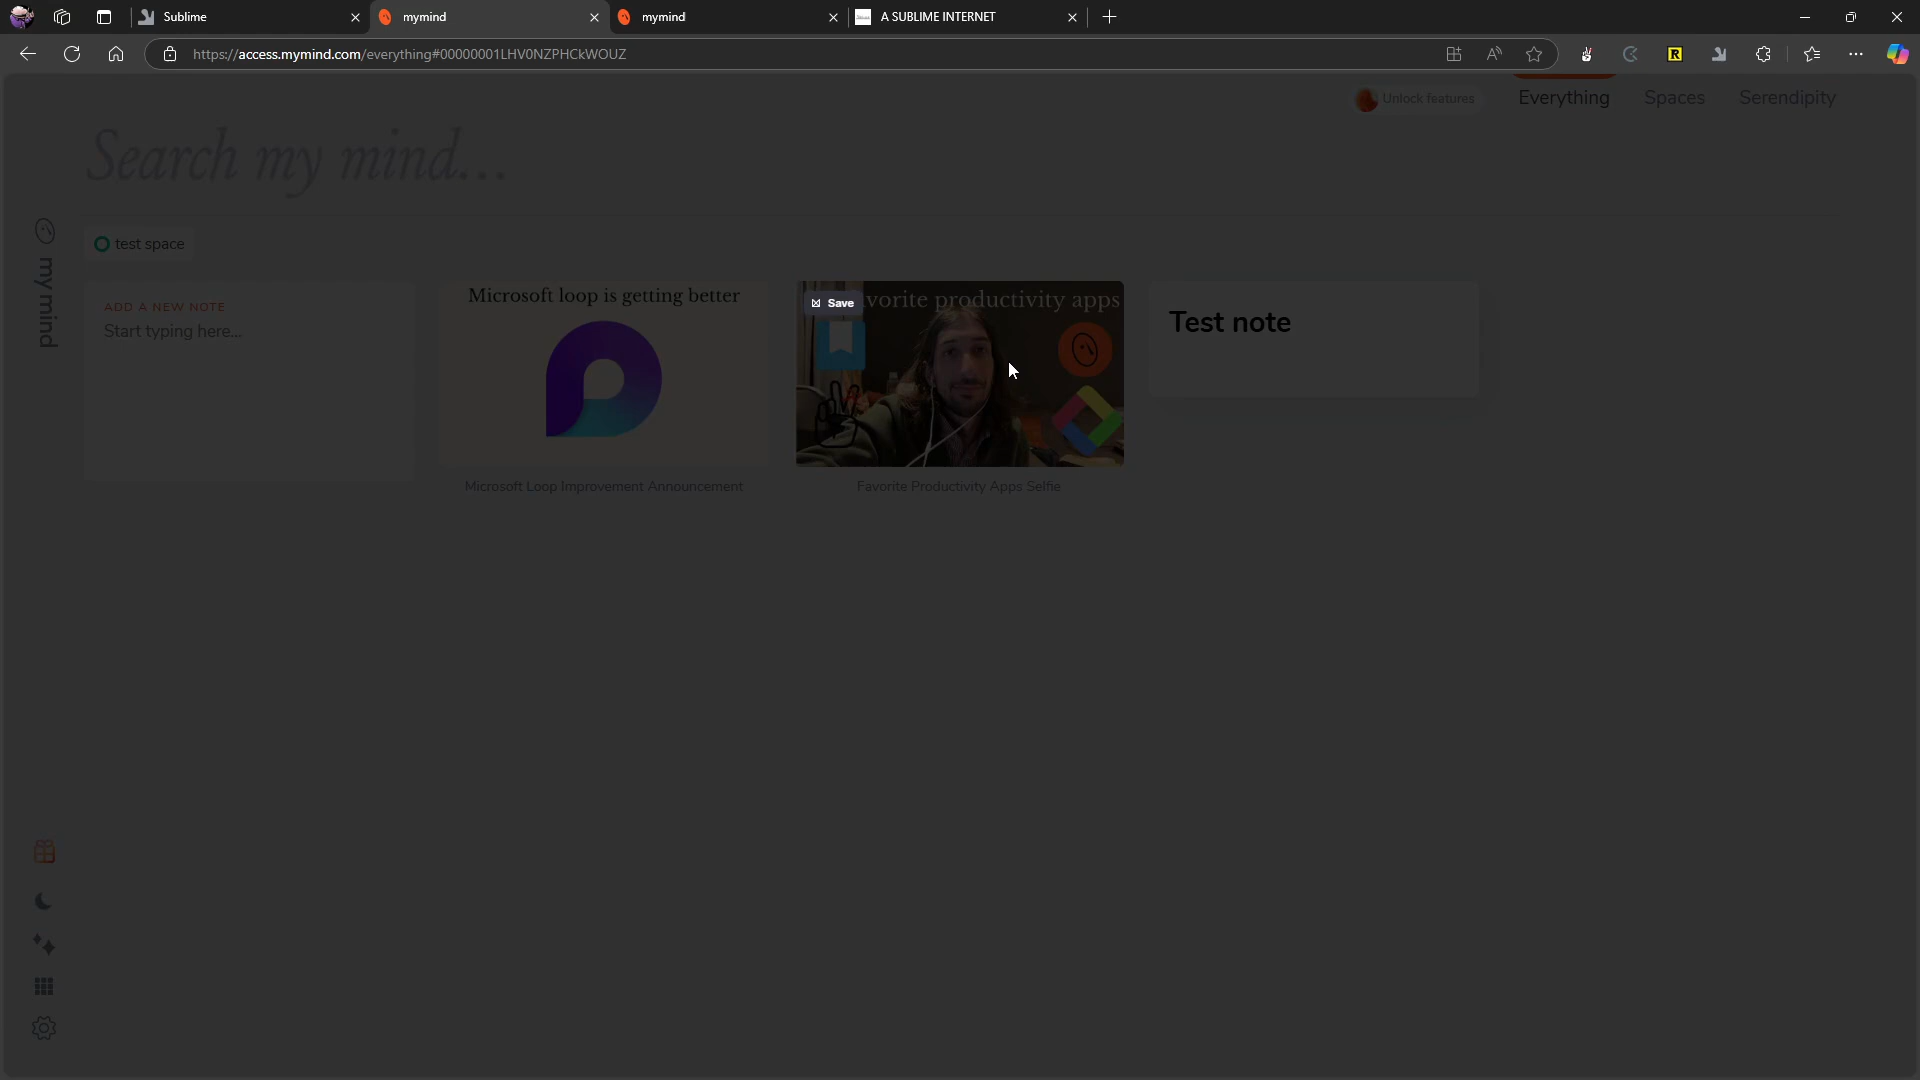 Sublime
mymind
mymind
A SUBLIME INTERNET
https://access.mymind.com/everything#00000001LHV0NZPHCkWOUZ
Unlock features
Everything
Spaces
Serendipity
Search my mind...
my mind
test space
ADD A NEW NOTE
Start typing here...
Microsoft loop is getting better
Microsoft Loop Improvement Announcement
Save
vorite productivity apps
Favorite Productivity Apps Selfie
Test note